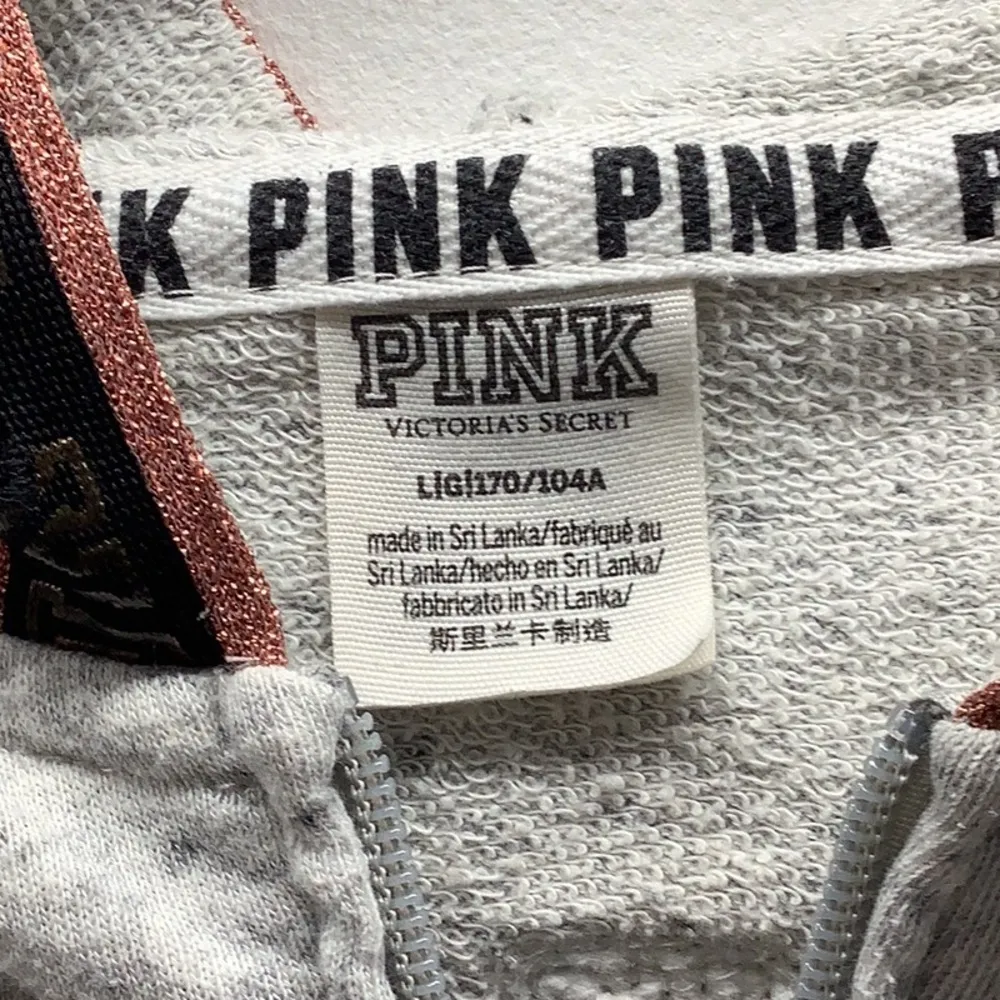 PINK PINK
PINK
VICTORIA'S SECRET
L|G|170/104A
made in Sri Lanka/fabriqué au
Sri Lanka/hecho en Sri Lanka/
fabbricato in Sri Lanka/
斯里兰卡制造